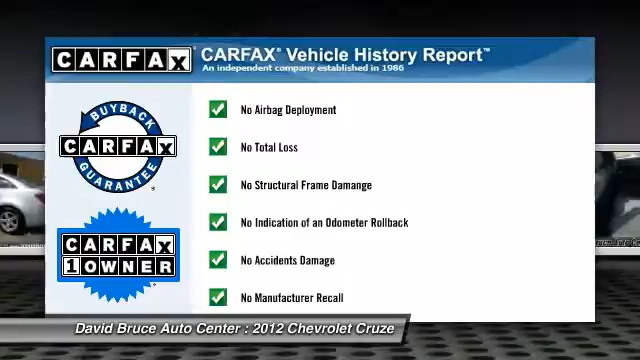 CARFAX
CARFAX® Vehicle History Report™
An independent company established in 1986
BUYBACK
CARFAX
GUARANTEE
CARFAX
1 OWNER
No Airbag Deployment
No Total Loss
No Structural Frame Damange
No Indication of an Odometer Rollback
No Accidents Damage
No Manufacturer Recall
David Bruce Auto Center : 2012 Chevrolet Cruze